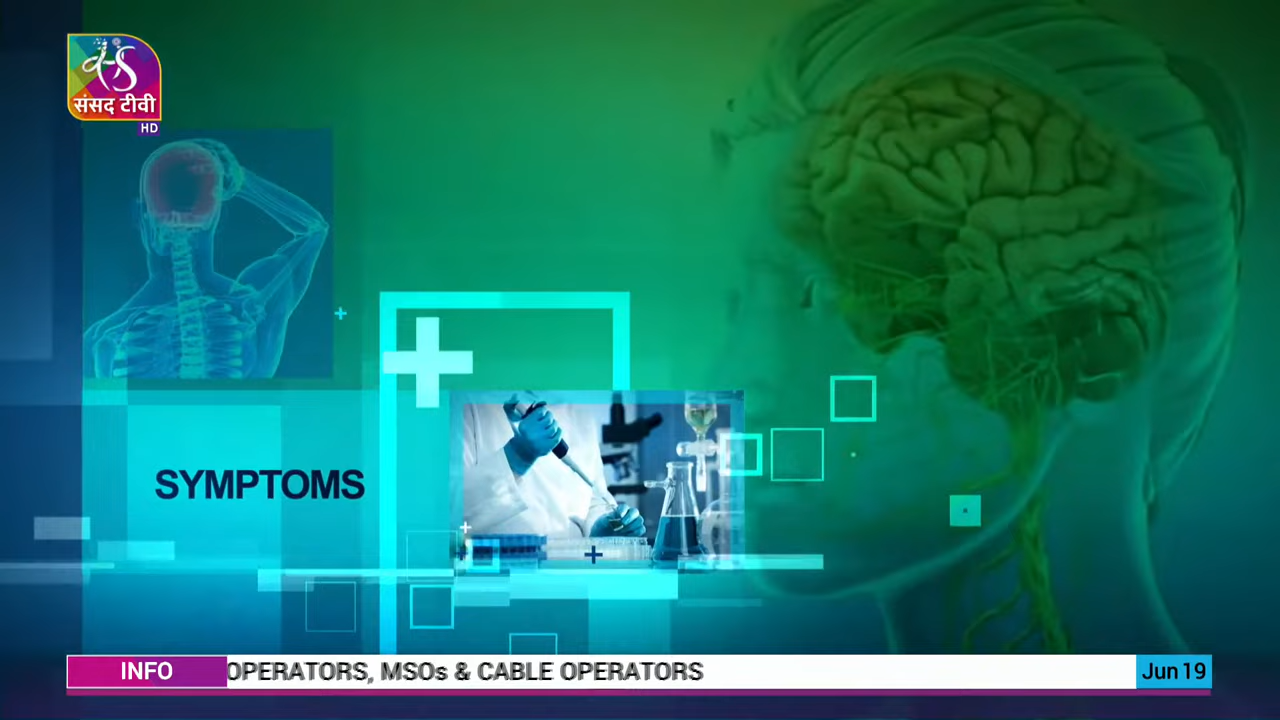 संसद टीवी
HD
SYMPTOMS
INFO
OPERATORS, MSOs & CABLE OPERATORS
Jun 19